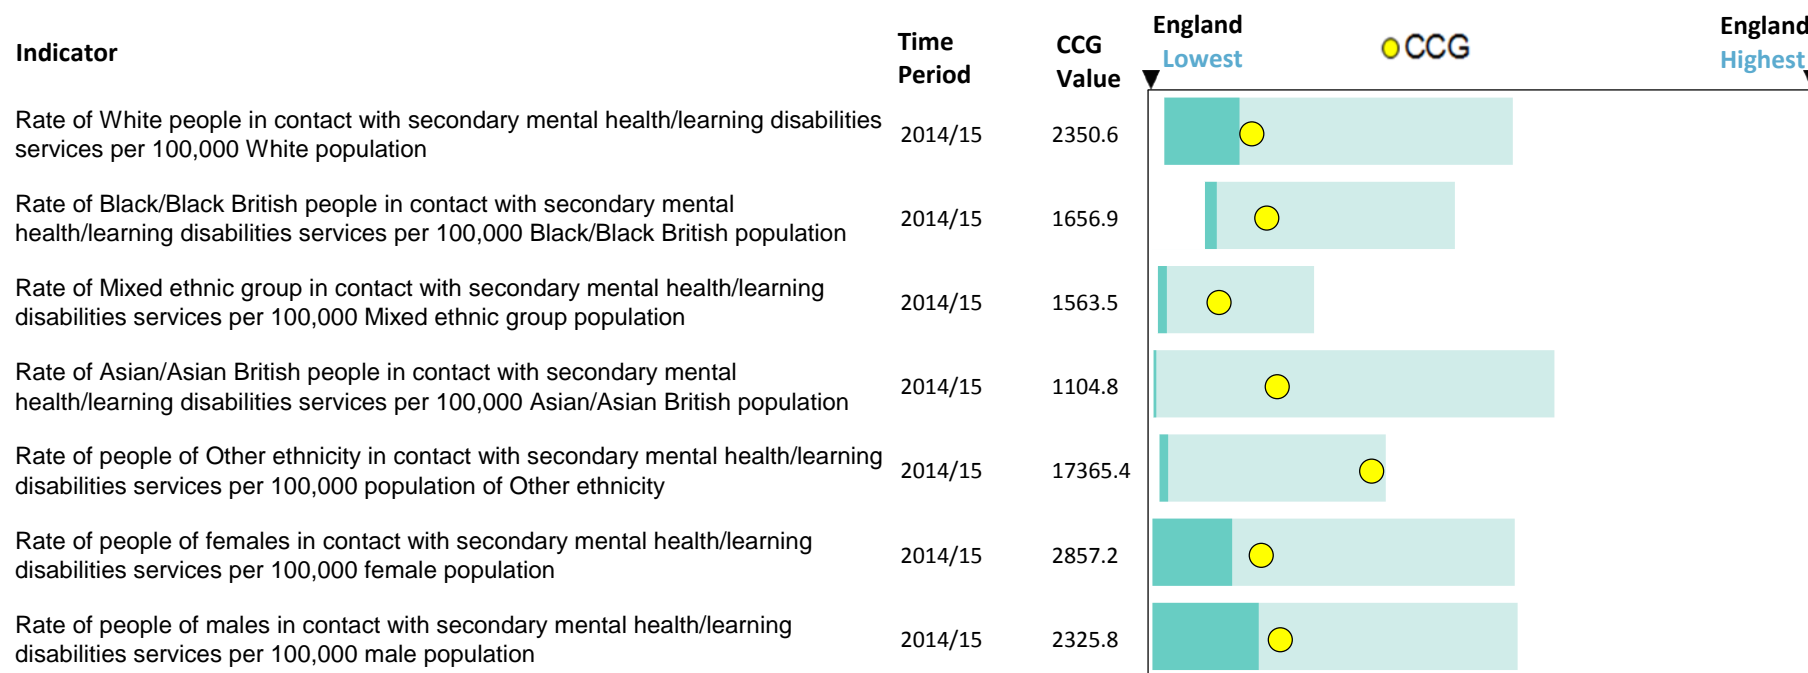 Indicator
Time Period
CCG Value
England Lowest
CCG
England Highest
Rate of White people in contact with secondary mental health/learning disabilities
services per 100,000 White population
2014/15
2350.6
Rate of Black/Black British people in contact with secondary mental
health/learning disabilities services per 100,000 Black/Black British population
2014/15
1656.9
Rate of Mixed ethnic group in contact with secondary mental health/learning
disabilities services per 100,000 Mixed ethnic group population
2014/15
1563.5
Rate of Asian/Asian British people in contact with secondary mental
health/learning disabilities services per 100,000 Asian/Asian British population
2014/15
1104.8
Rate of people of Other ethnicity in contact with secondary mental health/learning
disabilities services per 100,000 population of Other ethnicity
2014/15
17365.4
Rate of people of females in contact with secondary mental health/learning
disabilities services per 100,000 female population
2014/15
2857.2
Rate of people of males in contact with secondary mental health/learning
disabilities services per 100,000 male population
2014/15
2325.8